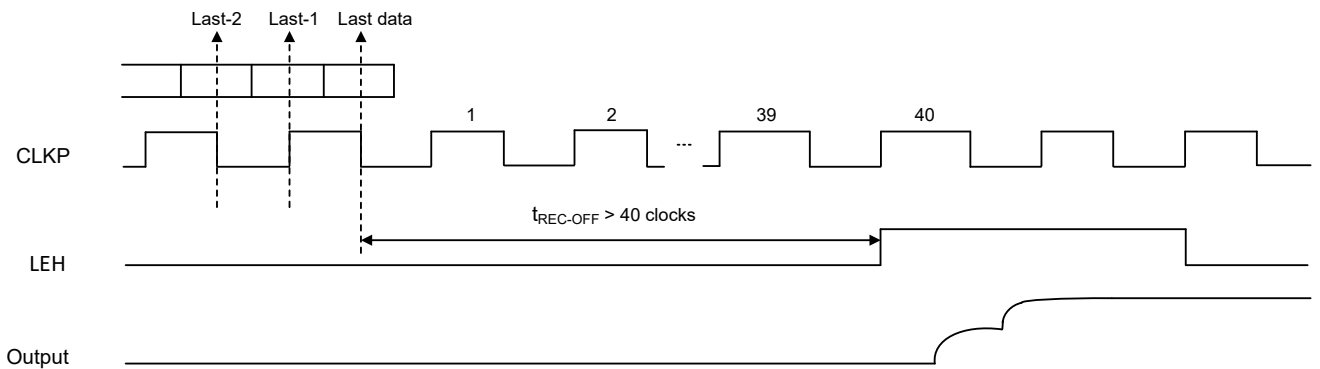 Last-2 Last-1 Last data
1 2 39 40
CLKP
...
tREC-OFF > 40 clocks
LEH
Output